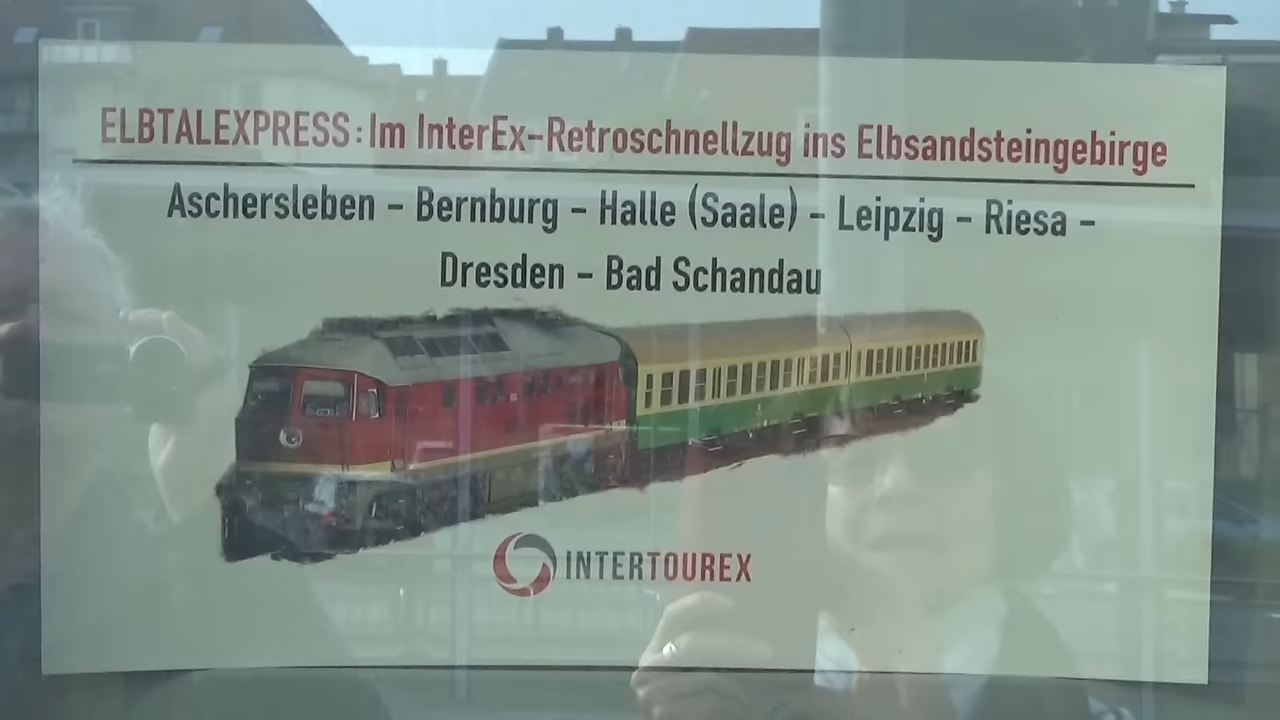 ELBTALEXPRESS: Im InterEx-Retroschnellzug ins Elbsandsteingebirge
Aschersleben - Bernburg - Halle (Saale) - Leipzig - Riesa -
Dresden - Bad Schandau
INTERTOUREX